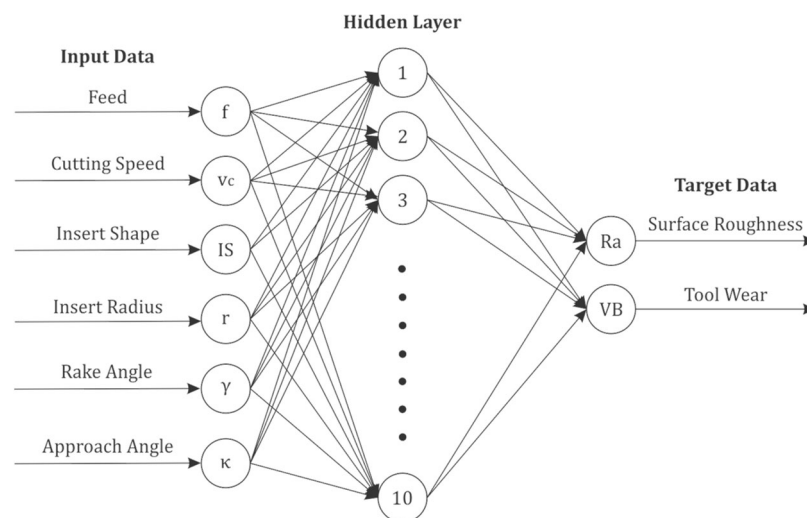 Hidden Layer
Input Data
Feed
f
Cutting Speed
vc
Insert Shape
IS
Insert Radius
r
Rake Angle
γ
Approach Angle
κ
1
2
3
10
Target Data
Ra
Surface Roughness
VB
Tool Wear